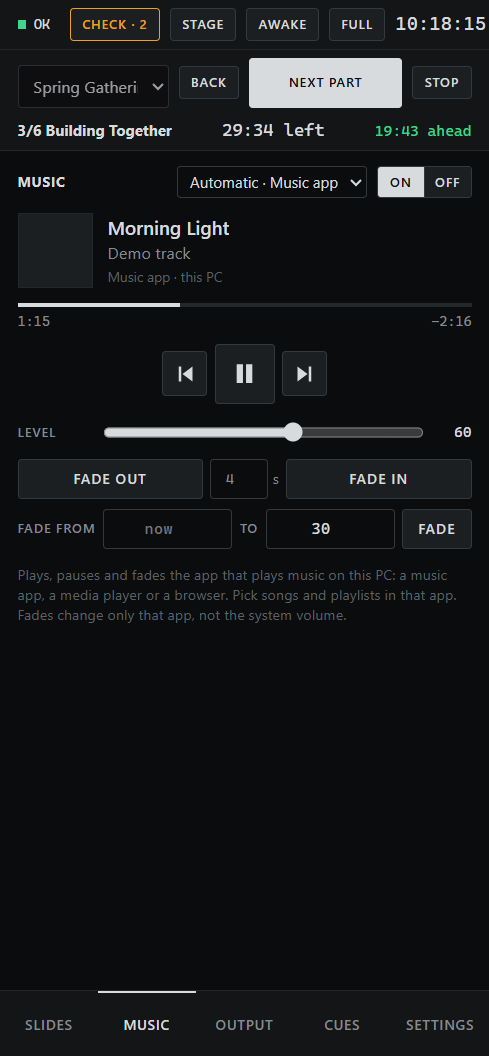 OK CHECK · 2 STAGE AWAKE FULL 10:18:15
Spring Gatheri BACK NEXT PART STOP
3/6 Building Together 29:34 left 19:43 ahead
MUSIC Automatic · Music app ON OFF
Morning Light
Demo track
Music app · this PC
1:15 −2:16
LEVEL 60
FADE OUT 4 s FADE IN
FADE FROM now TO 30 FADE
Plays, pauses and fades the app that plays music on this PC: a music
app, a media player or a browser. Pick songs and playlists in that app.
Fades change only that app, not the system volume.
SLIDES MUSIC OUTPUT CUES SETTINGS